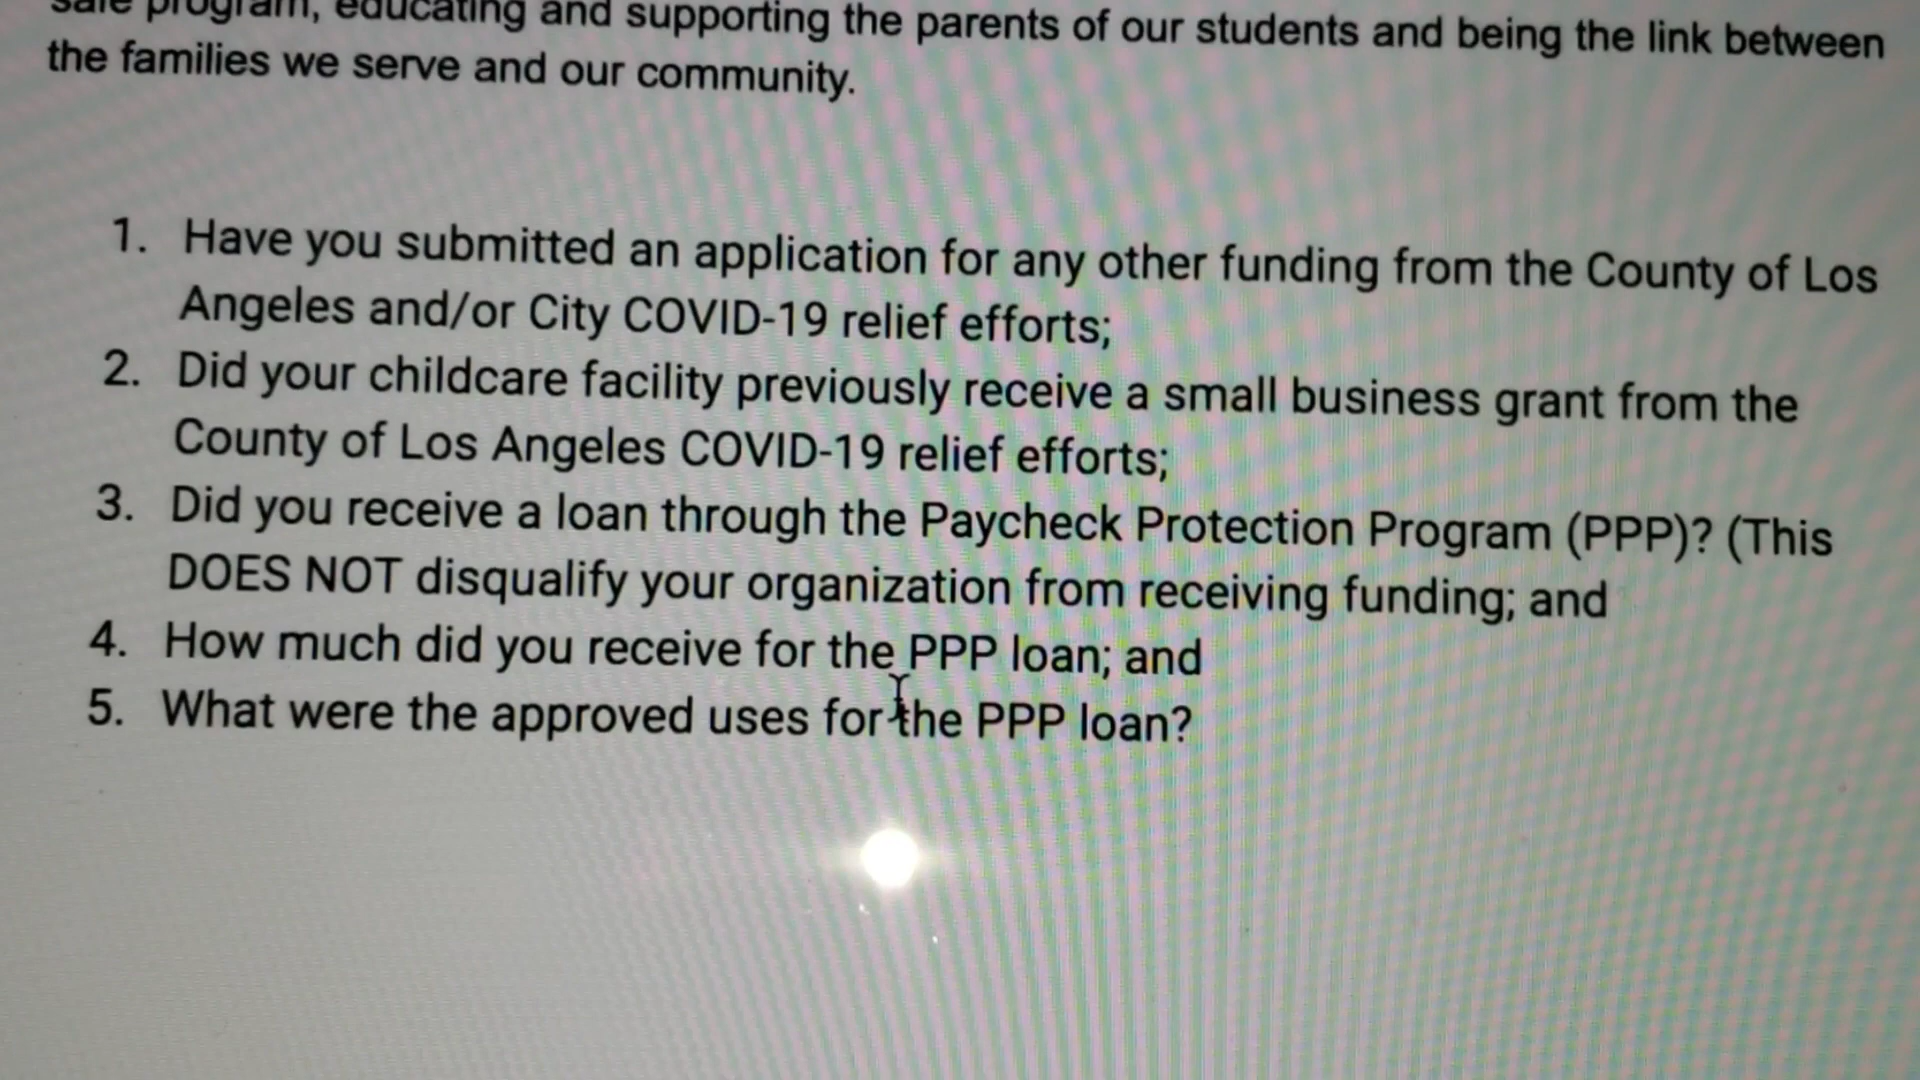 safe program, educating and supporting the parents of our students and being the link between
the families we serve and our community.
1. Have you submitted an application for any other funding from the County of Los
Angeles and/or City COVID-19 relief efforts;
2. Did your childcare facility previously receive a small business grant from the
County of Los Angeles COVID-19 relief efforts;
3. Did you receive a loan through the Paycheck Protection Program (PPP)? (This
DOES NOT disqualify your organization from receiving funding; and
4. How much did you receive for the PPP loan; and
5. What were the approved uses for the PPP loan?